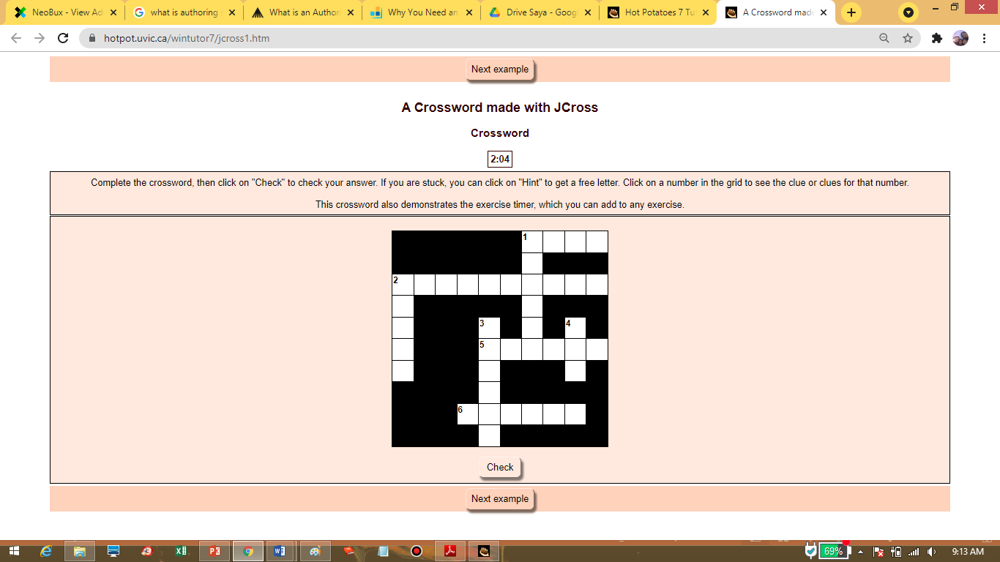 NeoBux - View Ad
what is authoring
What is an Author
Why You Need an
Drive Saya - Goog
Hot Potatoes 7 Tu
A Crossword made
hotpot.uvic.ca/wintutor7/jcross1.htm
Next example
A Crossword made with JCross
Crossword
2:04
Complete the crossword, then click on "Check" to check your answer. If you are stuck, you can click on "Hint" to get a free letter. Click on a number in the grid to see the clue or clues for that number.
This crossword also demonstrates the exercise timer, which you can add to any exercise.
1
2
3 4
5
6
Check
Next example
69%
9:13 AM